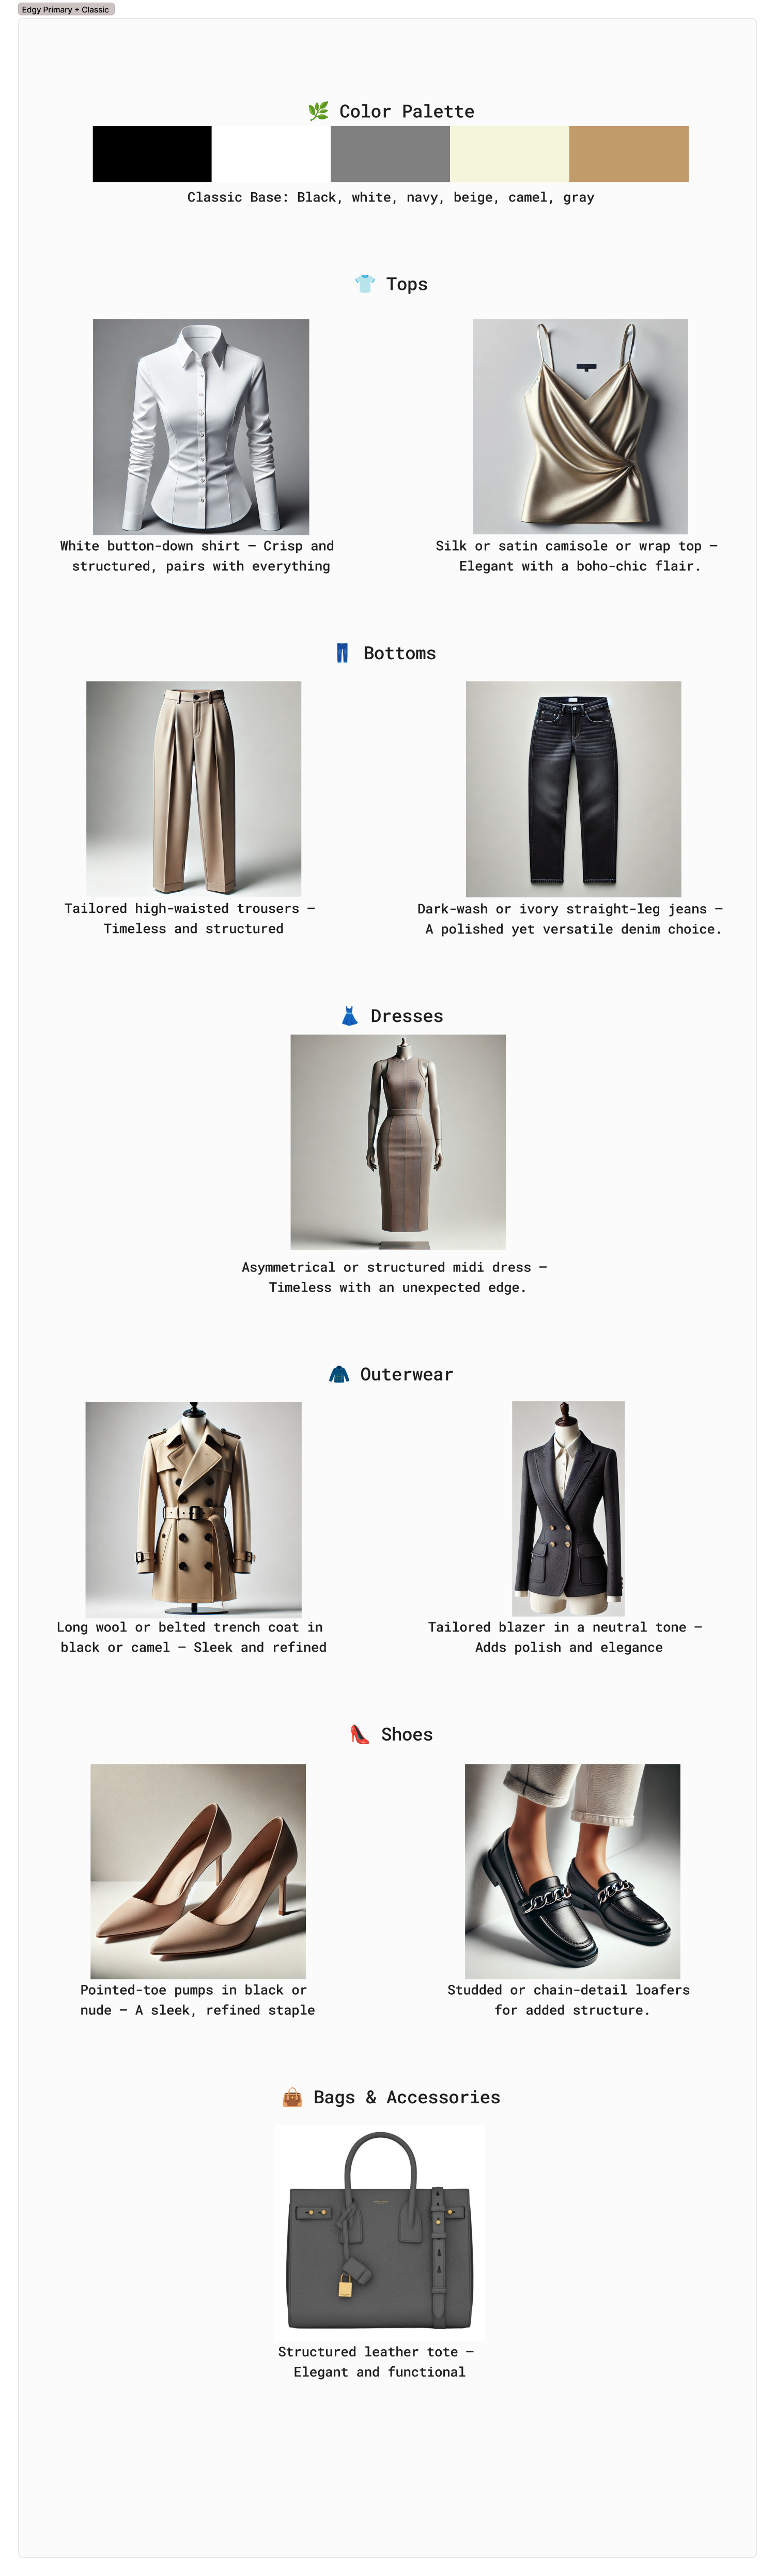 Edgy Primary + Classic
🌿 Color Palette
Classic Base: Black, white, navy, beige, camel, gray
👕 Tops
White button-down shirt – Crisp and
structured, pairs with everything
Silk or satin camisole or wrap top –
Elegant with a boho-chic flair.
👖 Bottoms
Tailored high-waisted trousers –
Timeless and structured
Dark-wash or ivory straight-leg jeans –
A polished yet versatile denim choice.
👗 Dresses
Asymmetrical or structured midi dress –
Timeless with an unexpected edge.
🧥 Outerwear
Long wool or belted trench coat in
black or camel – Sleek and refined
Tailored blazer in a neutral tone –
Adds polish and elegance
👠 Shoes
Pointed-toe pumps in black or
nude – A sleek, refined staple
Studded or chain-detail loafers
for added structure.
👜 Bags & Accessories
Structured leather tote –
Elegant and functional